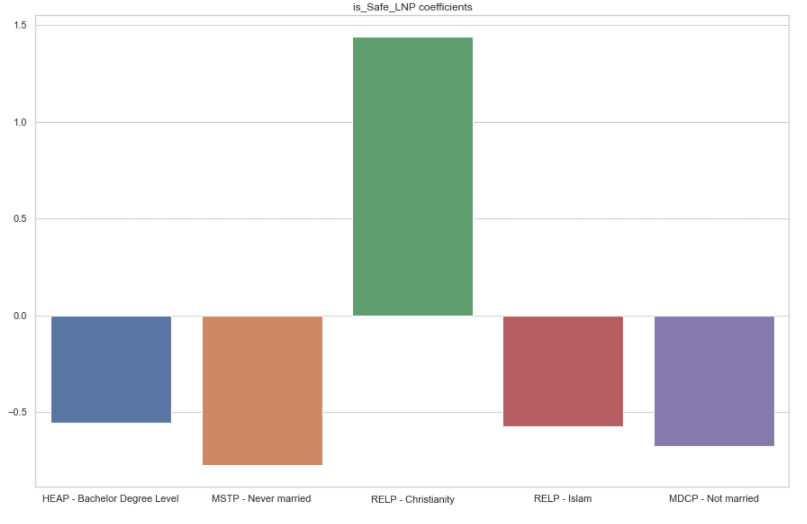 is_Safe_LNP coefficients
1.5
1.0
0.5
0.0
−0.5
HEAP - Bachelor Degree Level MSTP - Never married RELP - Christianity RELP - Islam MDCP - Not married